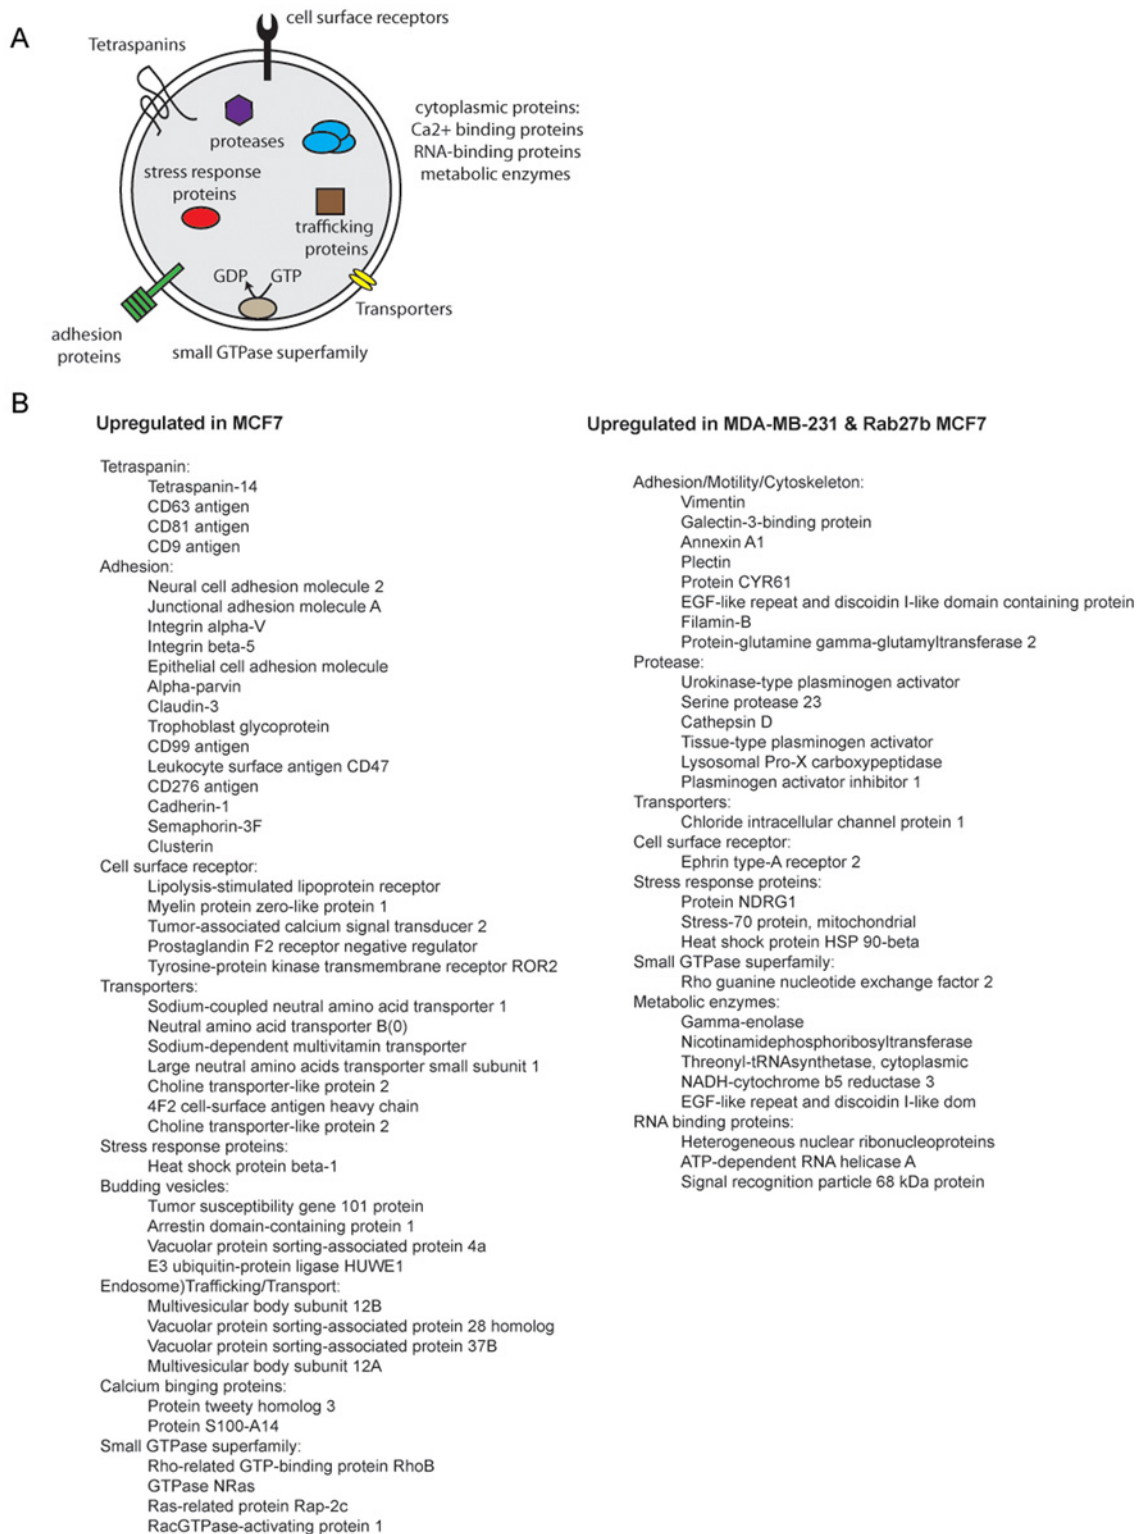 A
cell surface receptors
Tetraspanins
cytoplasmic proteins:
Ca2+ binding proteins
RNA-binding proteins
metabolic enzymes
proteases
stress response
proteins
trafficking
proteins
GDP GTP
Transporters
adhesion
proteins
small GTPase superfamily
B
Upregulated in MCF7
Tetraspanin:
Tetraspanin-14
CD63 antigen
CD81 antigen
CD9 antigen
Adhesion:
Neural cell adhesion molecule 2
Junctional adhesion molecule A
Integrin alpha-V
Integrin beta-5
Epithelial cell adhesion molecule
Alpha-parvin
Claudin-3
Trophoblast glycoprotein
CD99 antigen
Leukocyte surface antigen CD47
CD276 antigen
Cadherin-1
Semaphorin-3F
Clusterin
Cell surface receptor:
Lipolysis-stimulated lipoprotein receptor
Myelin protein zero-like protein 1
Tumor-associated calcium signal transducer 2
Prostaglandin F2 receptor negative regulator
Tyrosine-protein kinase transmembrane receptor ROR2
Transporters:
Sodium-coupled neutral amino acid transporter 1
Neutral amino acid transporter B(0)
Sodium-dependent multivitamin transporter
Large neutral amino acids transporter small subunit 1
Choline transporter-like protein 2
4F2 cell-surface antigen heavy chain
Choline transporter-like protein 2
Stress response proteins:
Heat shock protein beta-1
Budding vesicles:
Tumor susceptibility gene 101 protein
Arrestin domain-containing protein 1
Vacuolar protein sorting-associated protein 4a
E3 ubiquitin-protein ligase HUWE1
Endosome)Trafficking/Transport:
Multivesicular body subunit 12B
Vacuolar protein sorting-associated protein 28 homolog
Vacuolar protein sorting-associated protein 37B
Multivesicular body subunit 12A
Calcium binging proteins:
Protein tweety homolog 3
Protein S100-A14
Small GTPase superfamily:
Rho-related GTP-binding protein RhoB
GTPase NRas
Ras-related protein Rap-2c
RacGTPase-activating protein 1
Upregulated in MDA-MB-231 & Rab27b MCF7
Adhesion/Motility/Cytoskeleton:
Vimentin
Galectin-3-binding protein
Annexin A1
Plectin
Protein CYR61
EGF-like repeat and discoidin I-like domain containing protein
Filamin-B
Protein-glutamine gamma-glutamyltransferase 2
Protease:
Urokinase-type plasminogen activator
Serine protease 23
Cathepsin D
Tissue-type plasminogen activator
Lysosomal Pro-X carboxypeptidase
Plasminogen activator inhibitor 1
Transporters:
Chloride intracellular channel protein 1
Cell surface receptor:
Ephrin type-A receptor 2
Stress response proteins:
Protein NDRG1
Stress-70 protein, mitochondrial
Heat shock protein HSP 90-beta
Small GTPase superfamily:
Rho guanine nucleotide exchange factor 2
Metabolic enzymes:
Gamma-enolase
Nicotinamidephosphoribosyltransferase
Threonyl-tRNAsynthetase, cytoplasmic
NADH-cytochrome b5 reductase 3
EGF-like repeat and discoidin I-like dom
RNA binding proteins:
Heterogeneous nuclear ribonucleoproteins
ATP-dependent RNA helicase A
Signal recognition particle 68 kDa protein